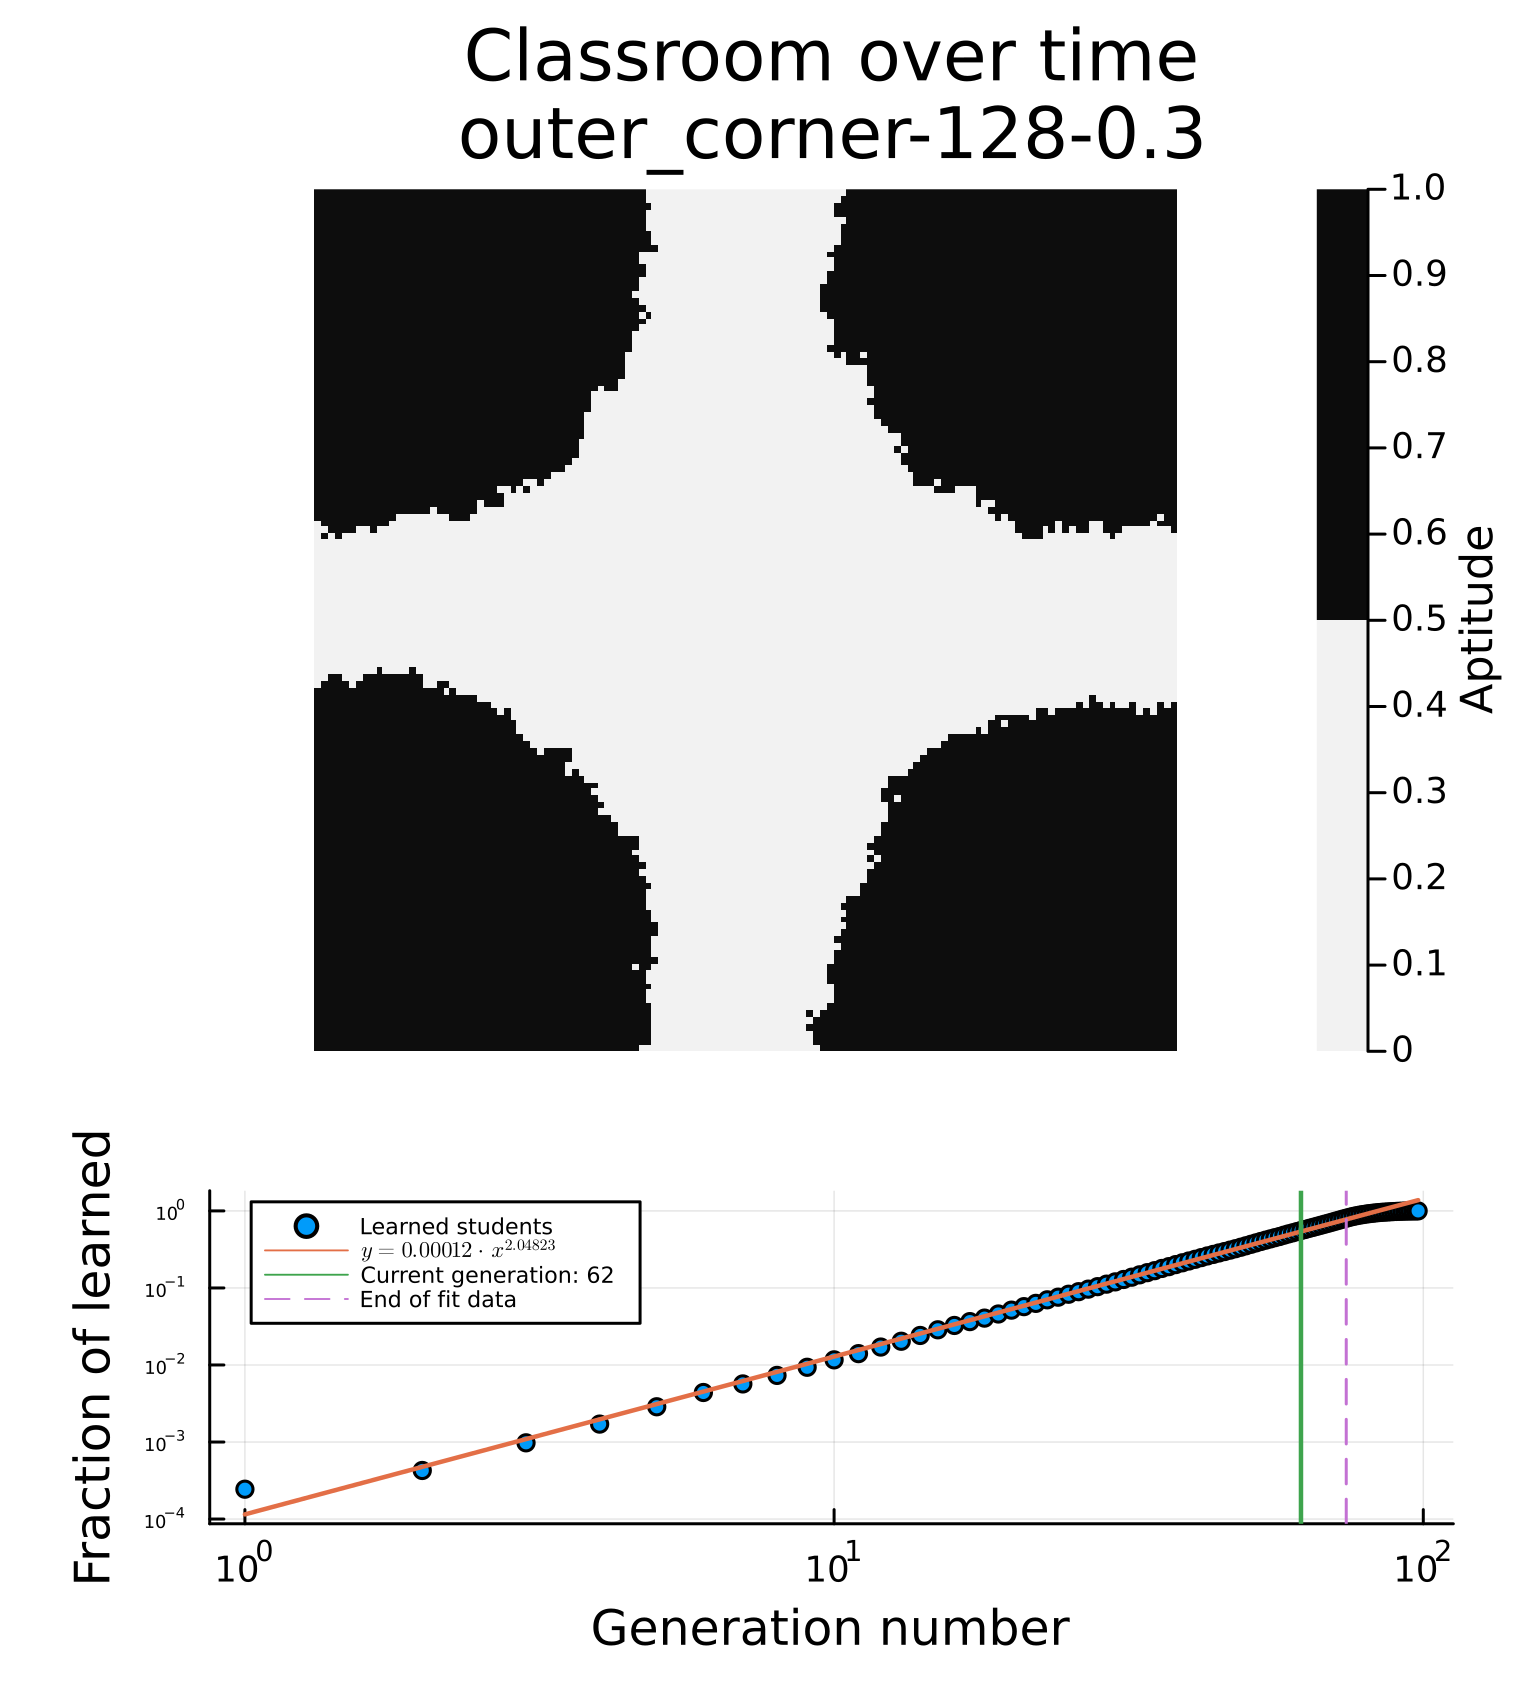 Classroom over time
outer_corner-128-0.3
1.0
0.9
0.8
0.7
0.6
0.5
0.4
0.3
0.2
0.1
0
Aptitude
Fraction of learned
10⁰
10⁻¹
10⁻²
10⁻³
10⁻⁴
Learned students
y = 0.00012 · x^2.04823
Current generation: 62
End of fit data
10⁰ 10¹ 10²
Generation number